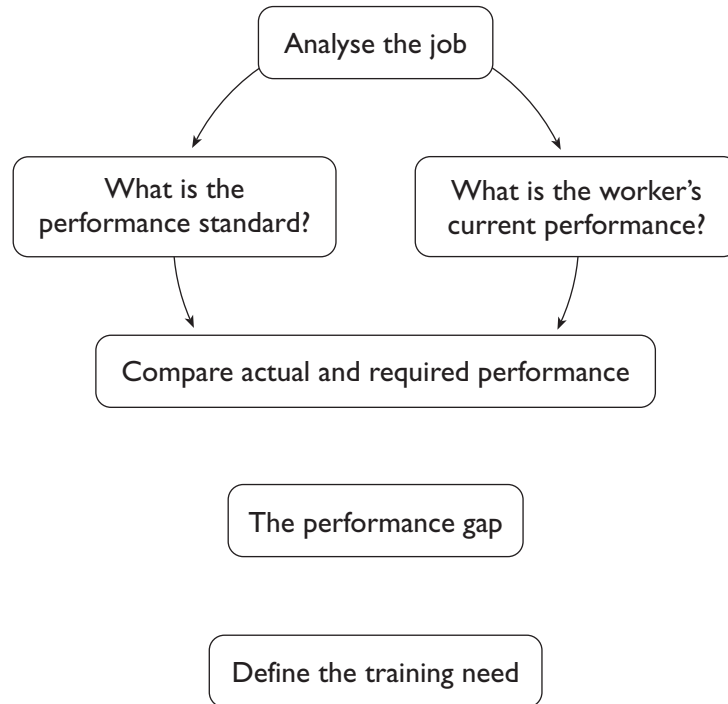 Analyse the job
What is the
performance standard?
What is the worker’s
current performance?
Compare actual and required performance
The performance gap
Define the training need